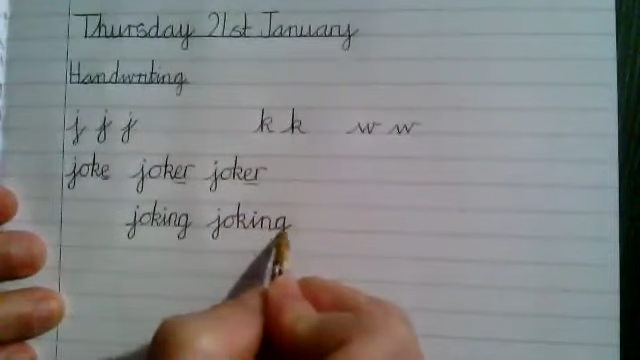 Thursday 21st January
Handwriting
j j j k k w w
joke joker joker
joking joking